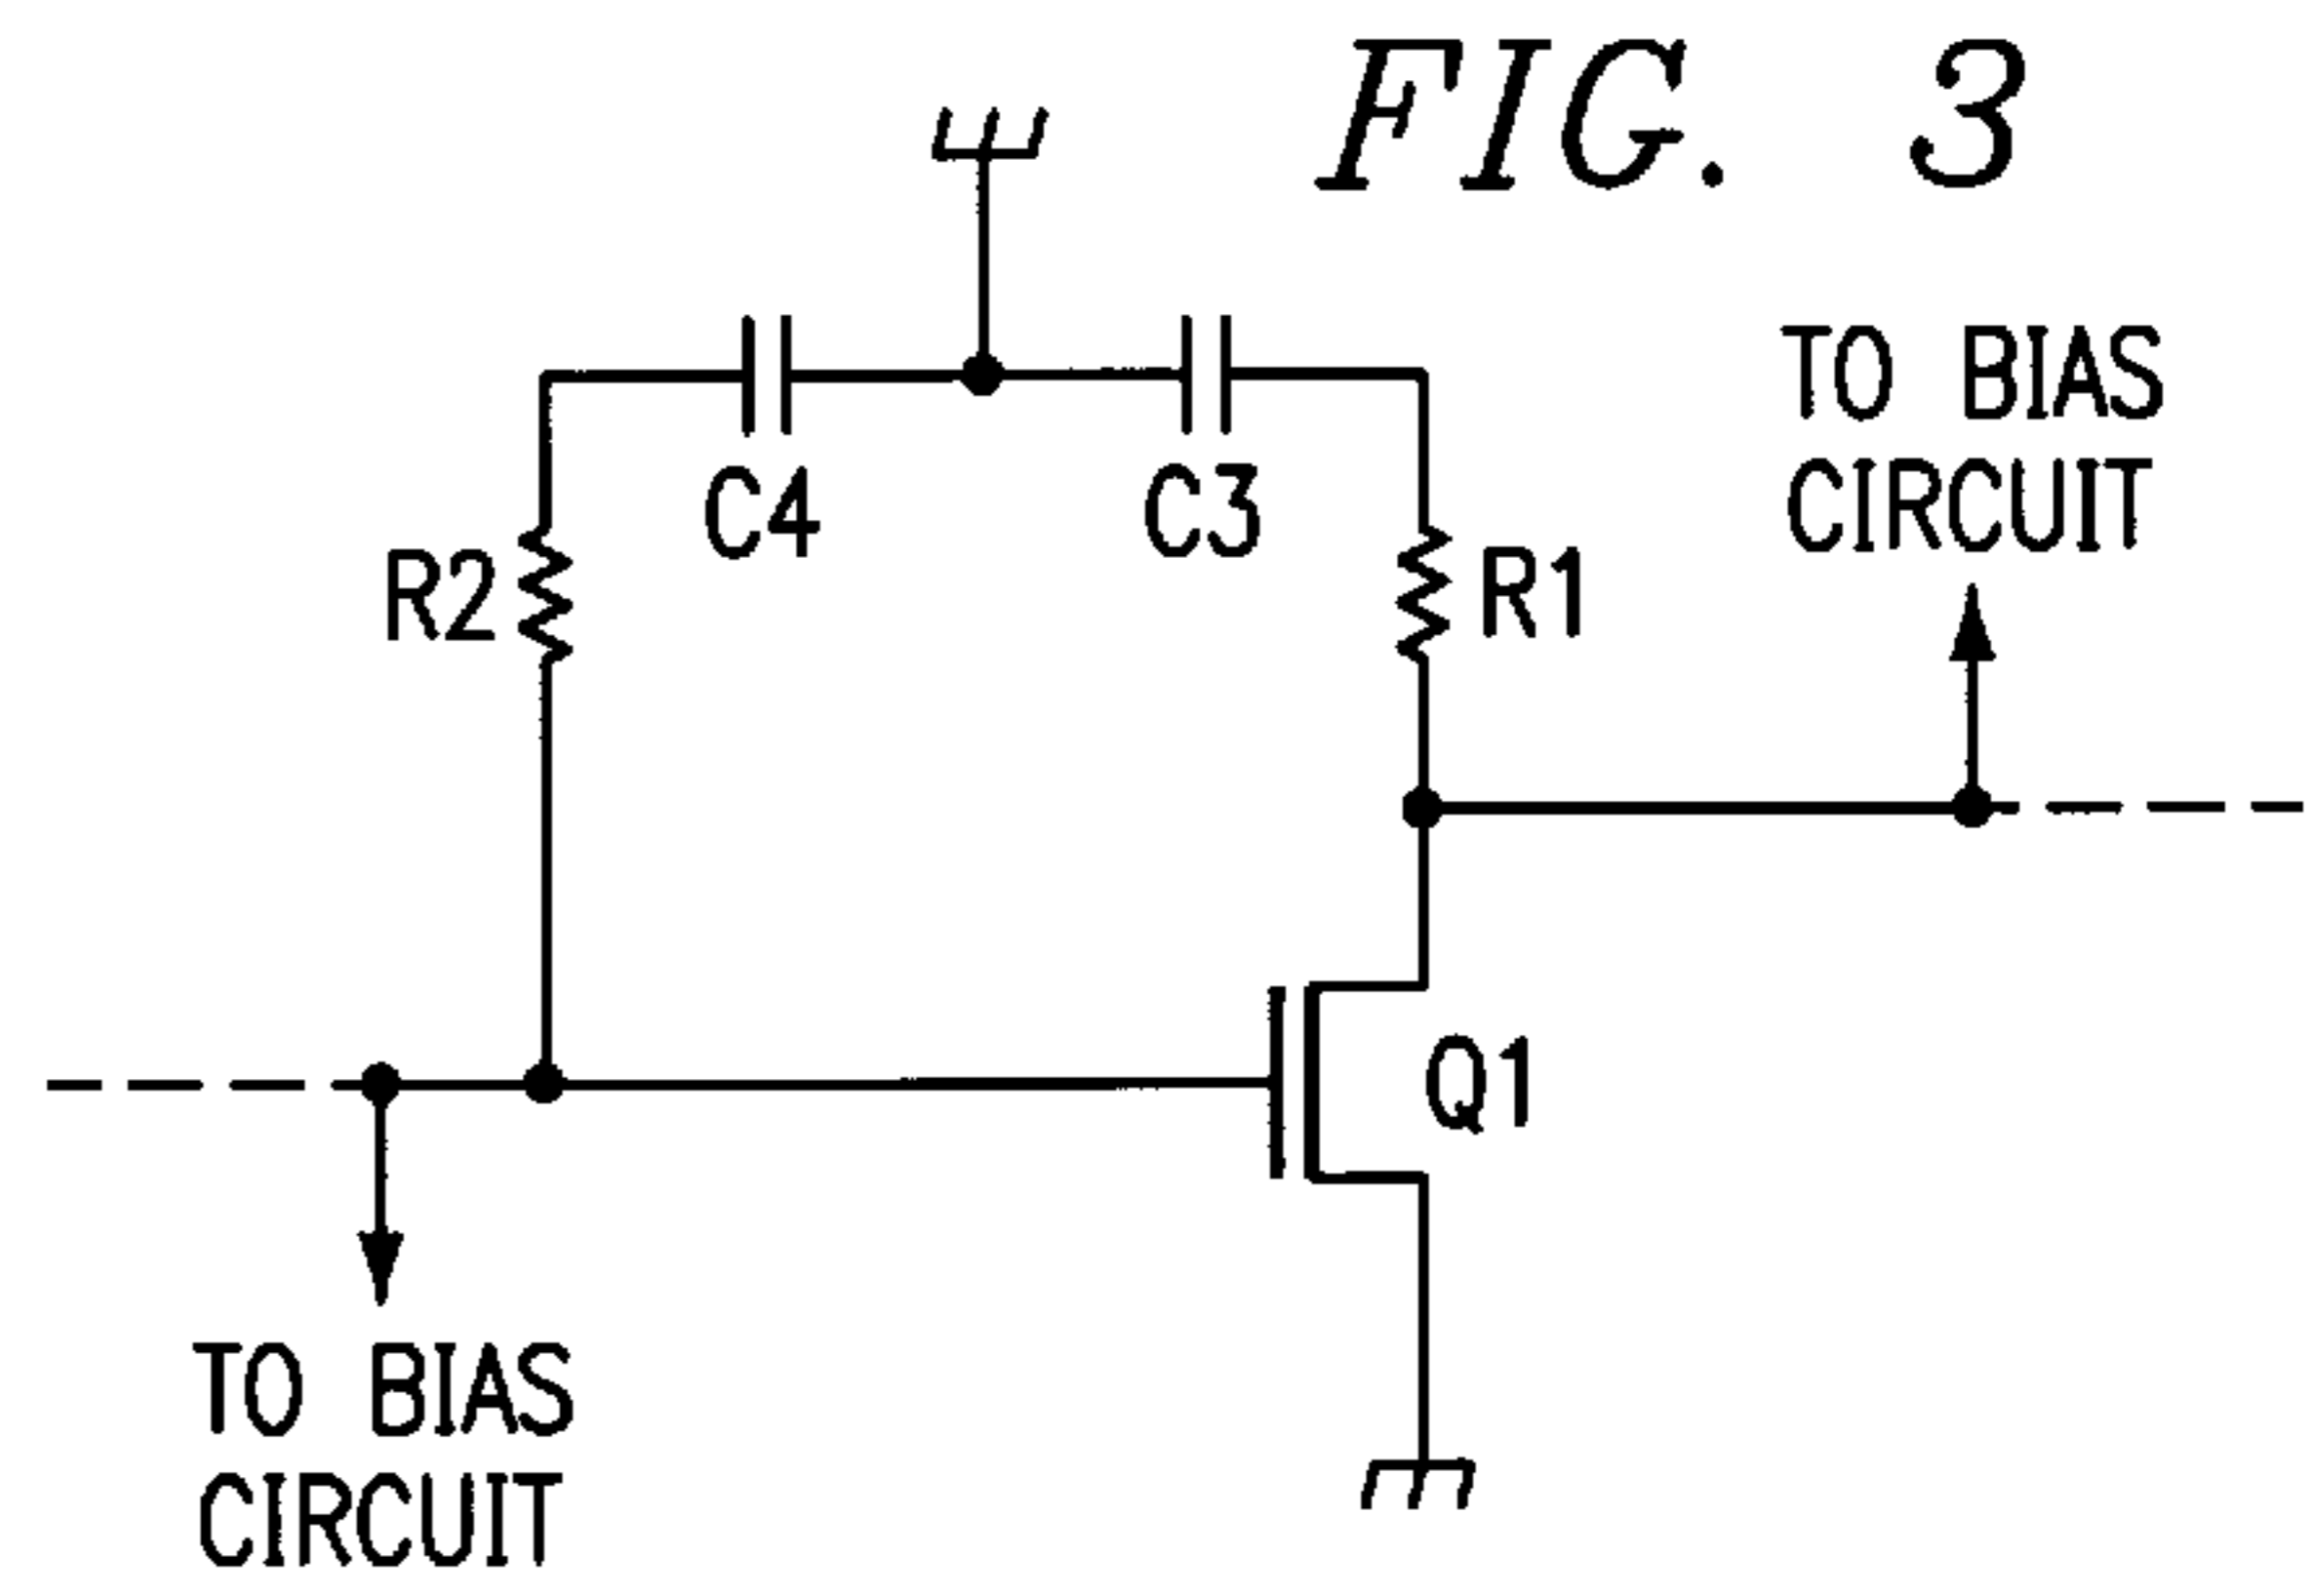 FIG. 3
TO BIAS
CIRCUIT
C4
C3
R2
R1
Q1
TO BIAS
CIRCUIT